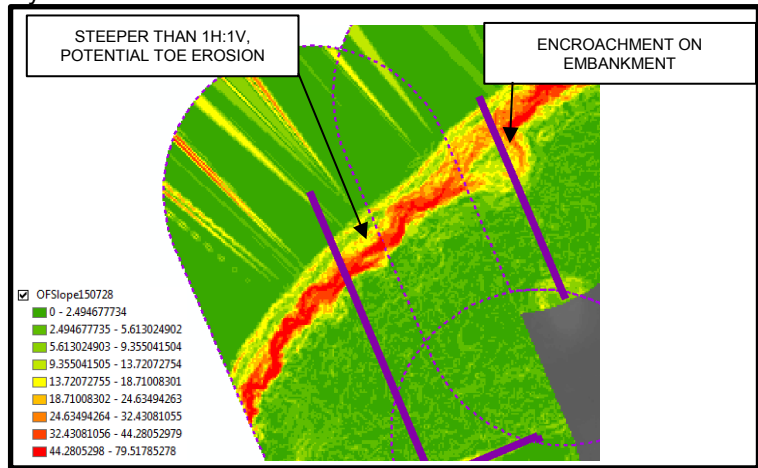 STEEPER THAN 1H:1V,
POTENTIAL TOE EROSION
ENCROACHMENT ON
EMBANKMENT
OFSlope150728
0 - 2.494677734
2.494677735 - 5.613024902
5.613024903 - 9.355041504
9.355041505 - 13.72072754
13.72072755 - 18.71008301
18.71008302 - 24.63494263
24.63494264 - 32.43081055
32.43081056 - 44.28052979
44.2805298 - 79.51785278